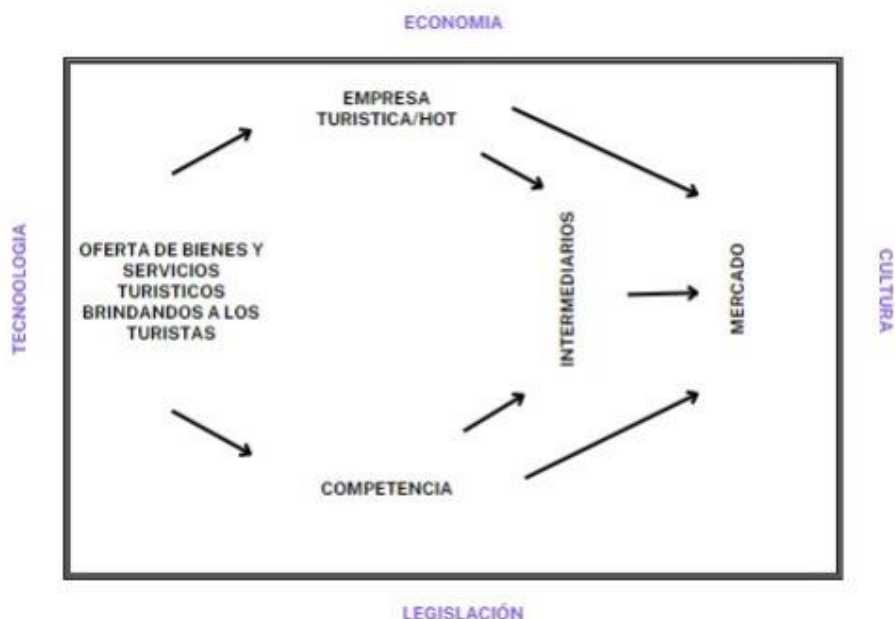 ECONOMIA
EMPRESA
TURISTICA/HOT
TECNOOLOGIA
OFERTA DE BIENES Y
SERVICIOS
TURISTICOS
BRINDANDOS A LOS
TURISTAS
INTERMEDIARIOS
MERCADO
CULTURA
COMPETENCIA
LEGISLACIÓN